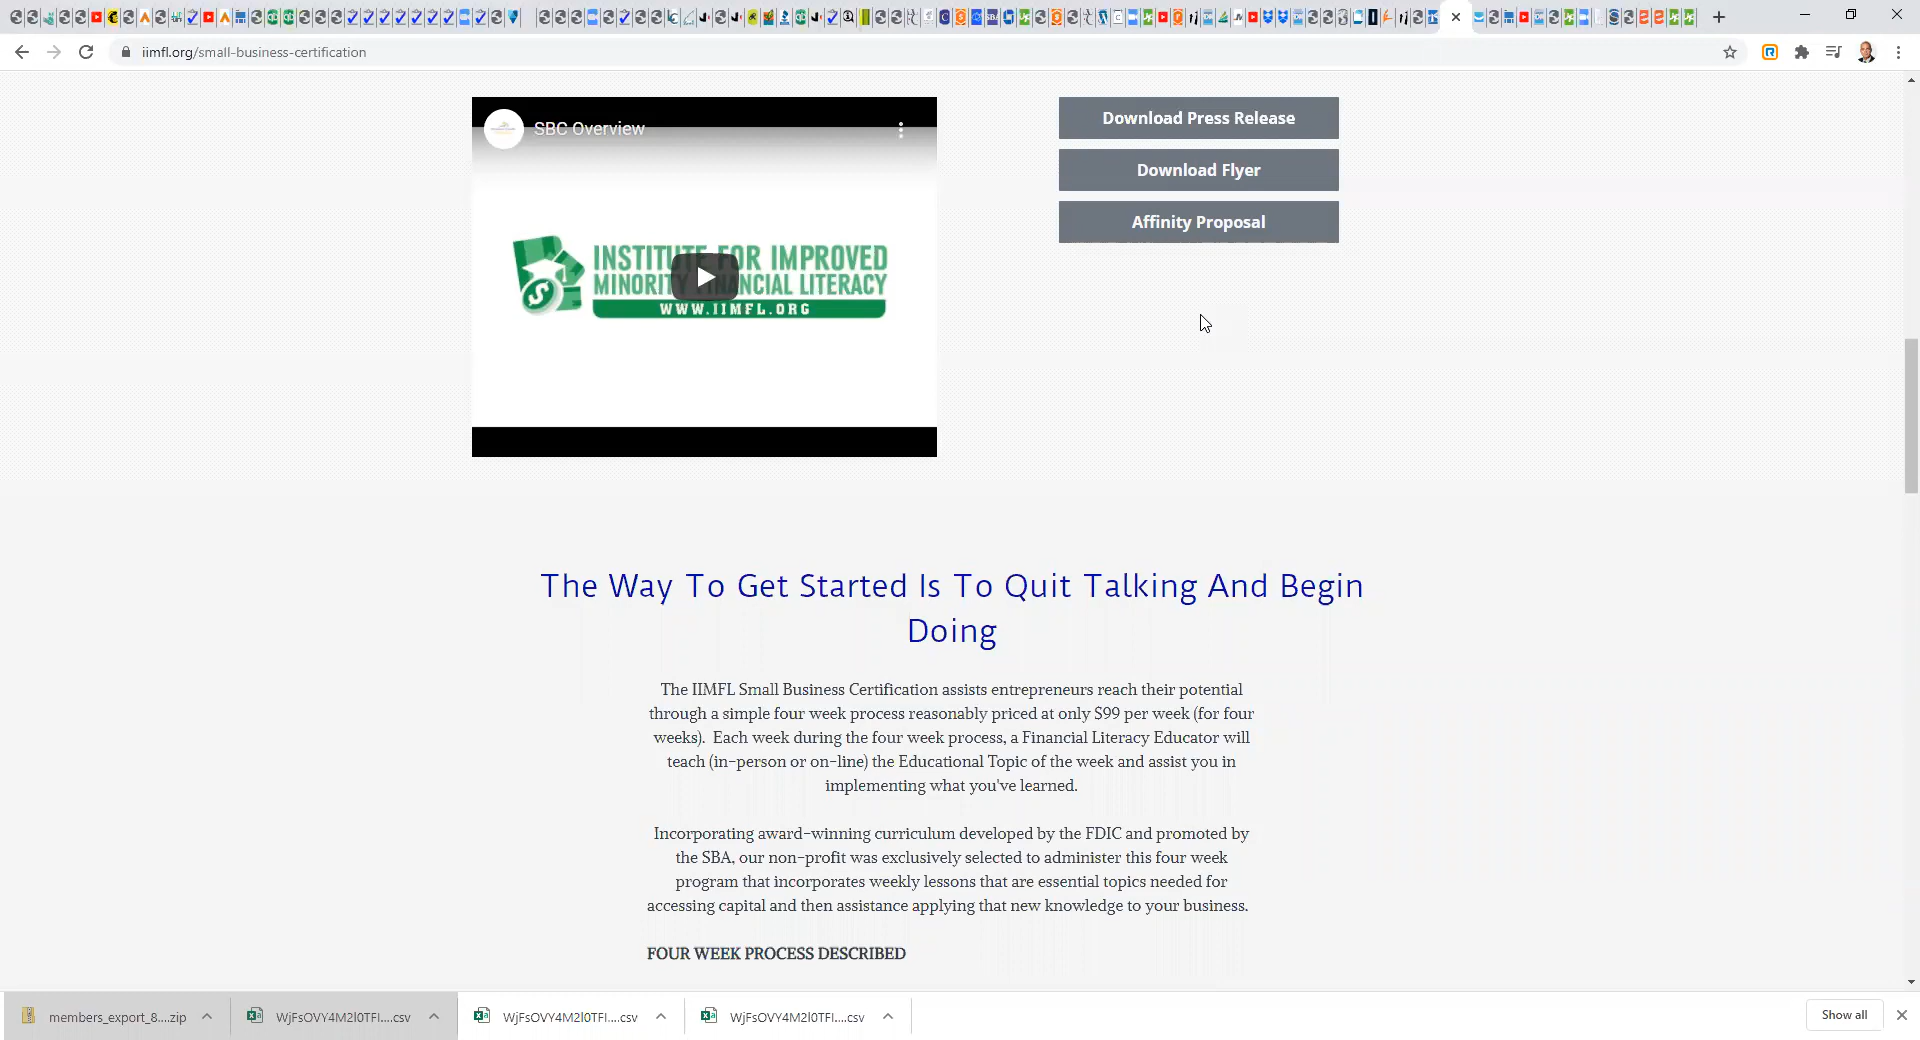 iimfl.org/small-business-certification
SBC Overview
INSTITUTE FOR IMPROVED
MINORITY FINANCIAL LITERACY
WWW.IIMFL.ORG
Download Press Release
Download Flyer
Affinity Proposal
The Way To Get Started Is To Quit Talking And Begin
Doing
The IIMFL Small Business Certification assists entrepreneurs reach their potential
through a simple four week process reasonably priced at only $99 per week (for four
weeks).  Each week during the four week process, a Financial Literacy Educator will
teach (in-person or on-line) the Educational Topic of the week and assist you in
implementing what you've learned.
Incorporating award-winning curriculum developed by the FDIC and promoted by
the SBA, our non-profit was exclusively selected to administer this four week
program that incorporates weekly lessons that are essential topics needed for
accessing capital and then assistance applying that new knowledge to your business.
FOUR WEEK PROCESS DESCRIBED
members_export_8....zip
WjFsOVY4M2l0TFI....csv
WjFsOVY4M2l0TFI....csv
WjFsOVY4M2l0TFI....csv
Show all